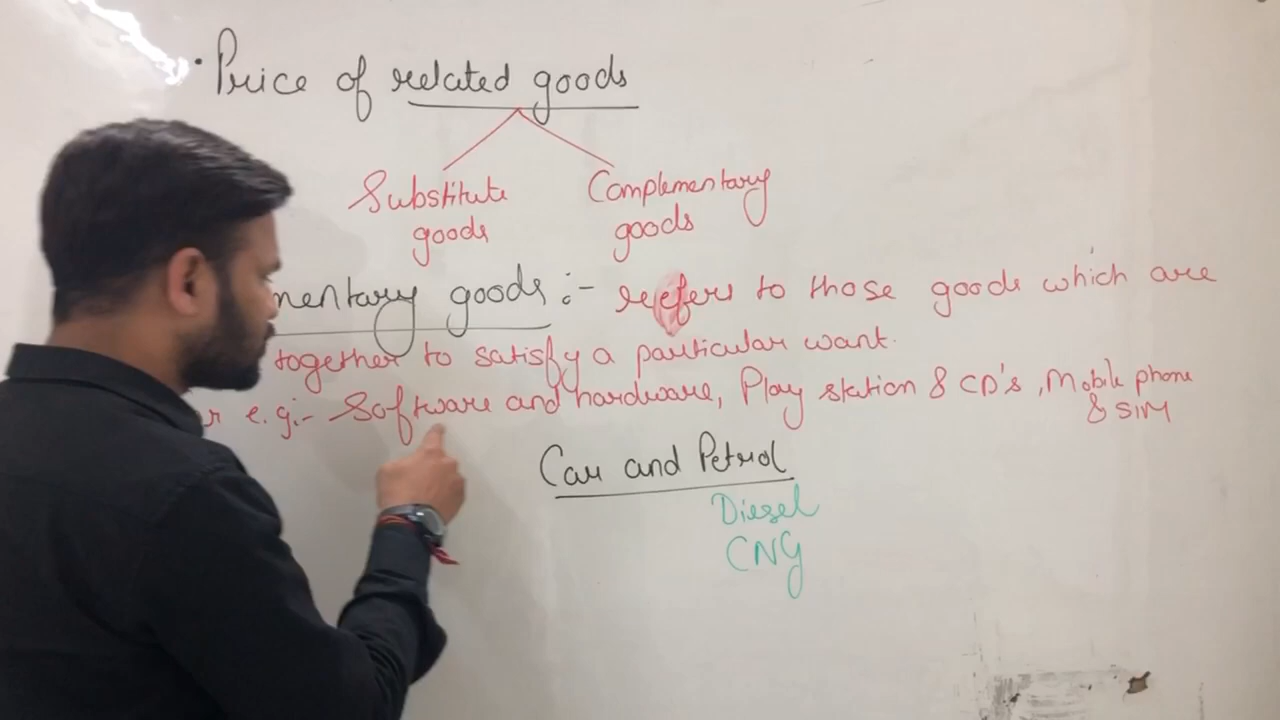 · Price of related goods
Substitute goods
Complementary goods
mentary goods :- refers to those goods which are
together to satisfy a particular want.
r e.g:- Software and hardware, Play station & CD's, Mobile phone
& SIM
Car and Petrol
Diesel
CNG